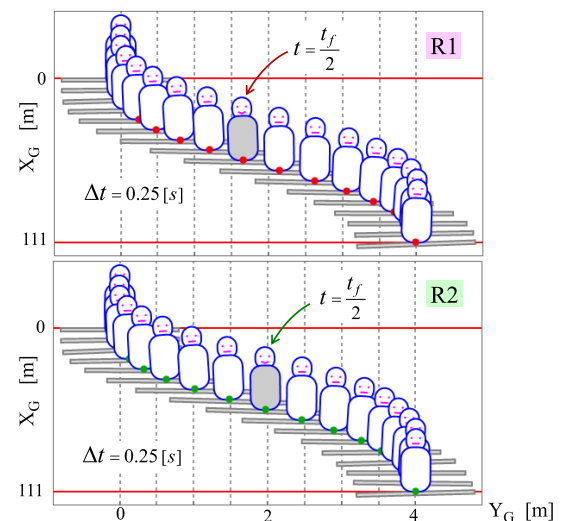 t = t_f / 2
R1
0
X_G [m]
Δt = 0.25 [s]
111
t = t_f / 2
R2
0
X_G [m]
Δt = 0.25 [s]
111
0 2 4 Y_G [m]